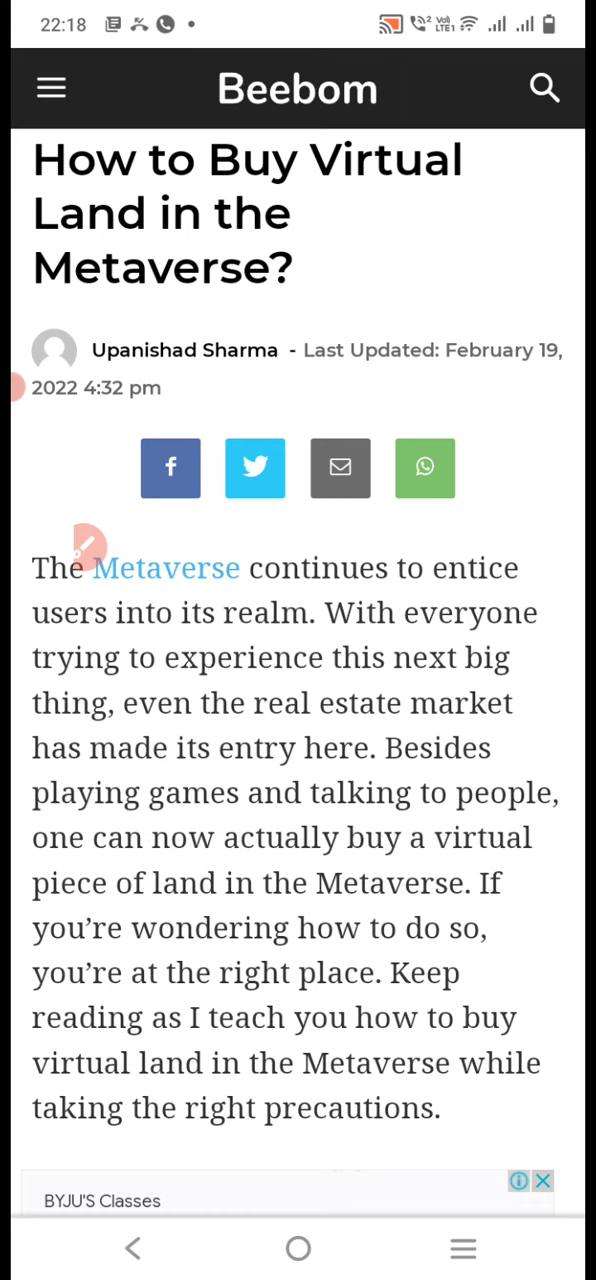 22:18
Vo) 2
LTE1
Beebom
How to Buy Virtual
Land in the
Metaverse?
Upanishad Sharma - Last Updated: February 19,
2022 4:32 pm
The Metaverse continues to entice
users into its realm. With everyone
trying to experience this next big
thing, even the real estate market
has made its entry here. Besides
playing games and talking to people,
one can now actually buy a virtual
piece of land in the Metaverse. If
you’re wondering how to do so,
you’re at the right place. Keep
reading as I teach you how to buy
virtual land in the Metaverse while
taking the right precautions.
BYJU'S Classes